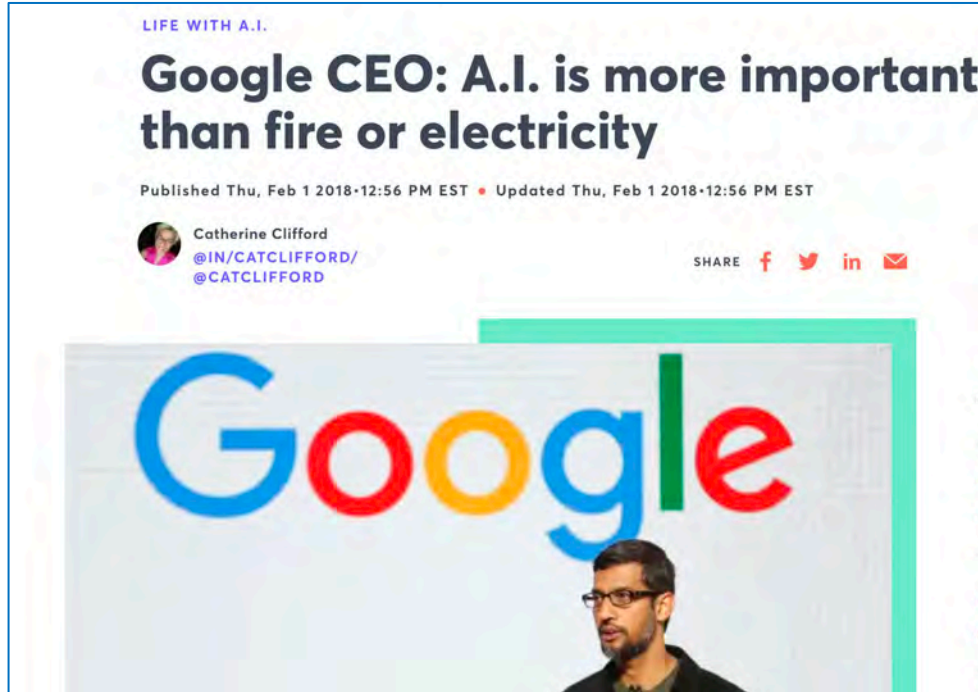 LIFE WITH A.I.
Google CEO: A.I. is more important
than fire or electricity
Published Thu, Feb 1 2018•12:56 PM EST • Updated Thu, Feb 1 2018•12:56 PM EST
Catherine Clifford
@IN/CATCLIFFORD/
@CATCLIFFORD
SHARE
Google